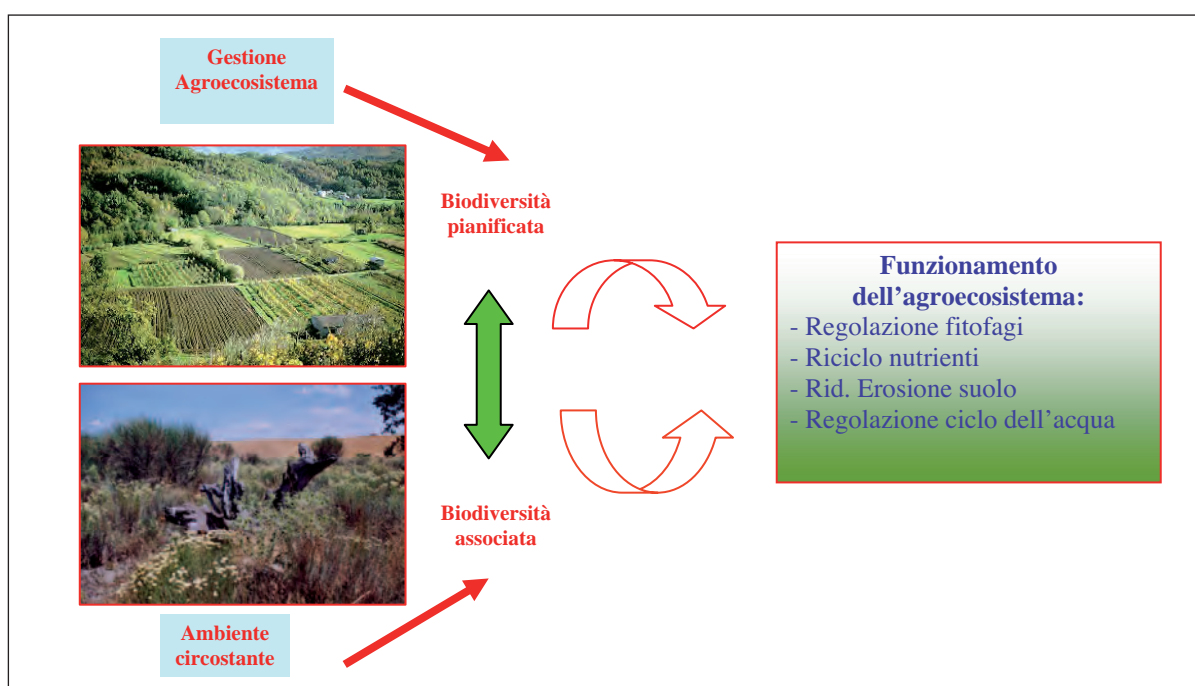 Gestione
Agroecosistema
Biodiversità
pianificata
Funzionamento
dell’agroecosistema:
- Regolazione fitofagi
- Riciclo nutrienti
- Rid. Erosione suolo
- Regolazione ciclo dell’acqua
Biodiversità
associata
Ambiente
circostante